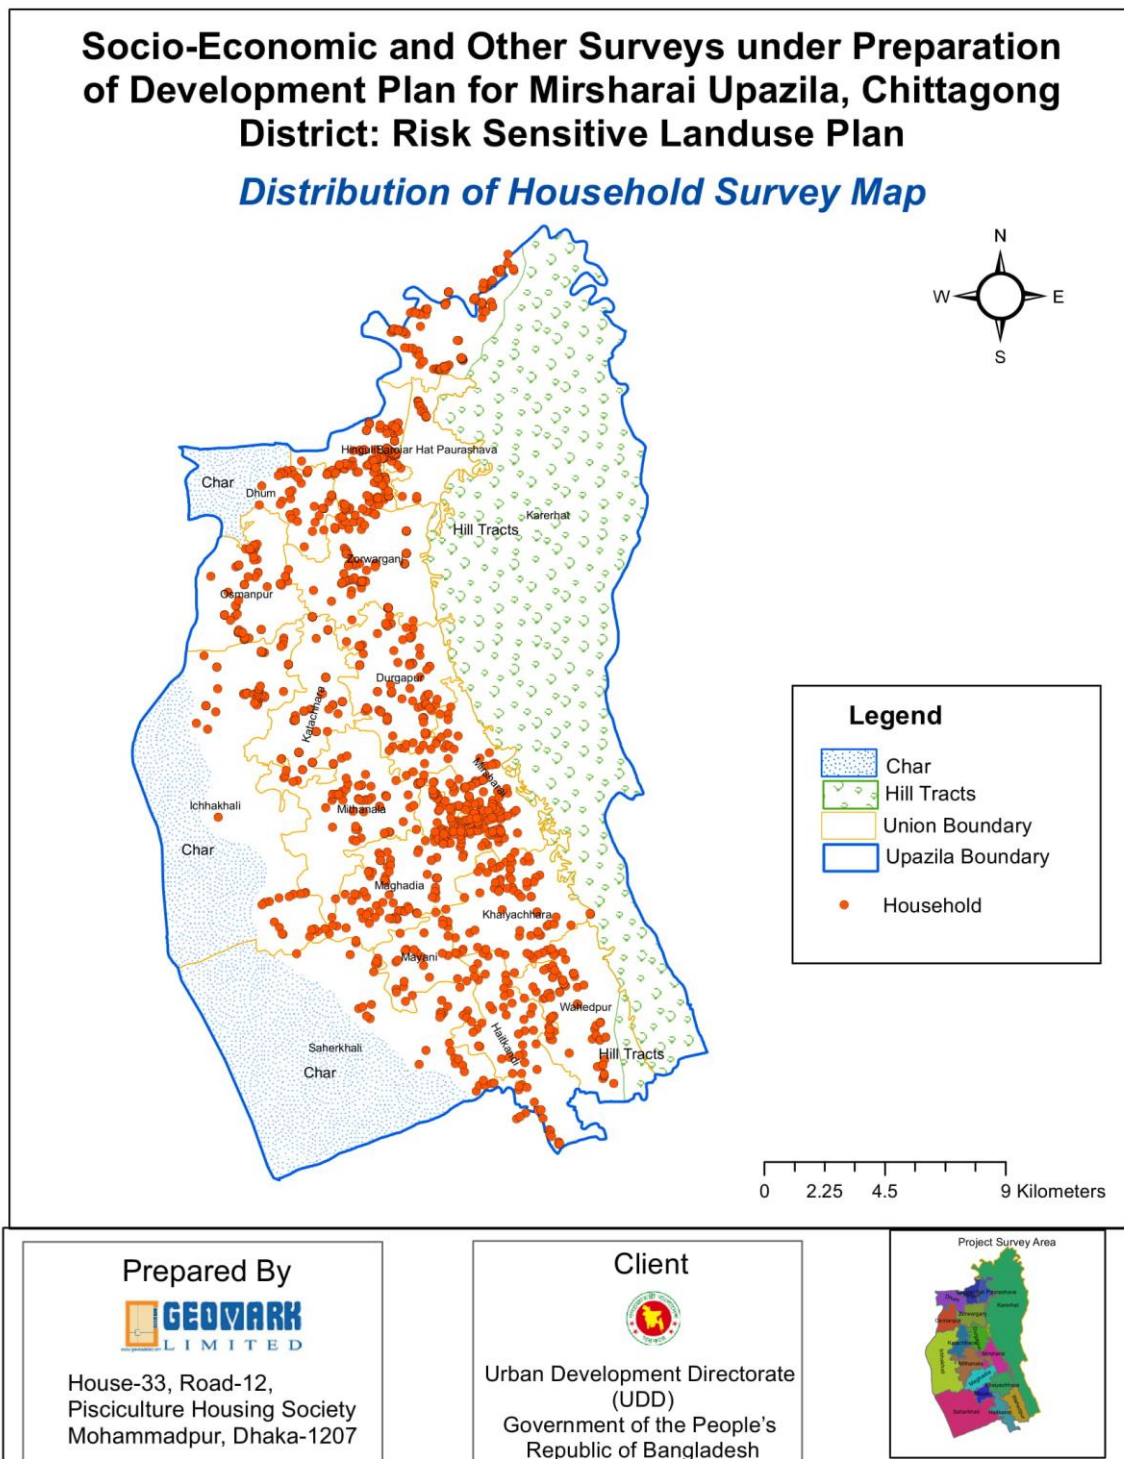 Socio-Economic and Other Surveys under Preparation
of Development Plan for Mirsharai Upazila, Chittagong
District: Risk Sensitive Landuse Plan
Distribution of Household Survey Map
N
W
E
S
Hinguli
Baroiar Hat Paurashava
Char
Dhum
Karerhat
Hill Tracts
Zorwarganj
Osmanpur
Durgapur
Katachhara
Mirsharai
Ichhakhali
Mithanala
Char
Maghadia
Khaiyachhara
Mayani
Wahedpur
Haitkandi
Saherkhali
Hill Tracts
Char
Legend
Char
Hill Tracts
Union Boundary
Upazila Boundary
Household
0 2.25 4.5 9 Kilometers
Prepared By
GEOMARK
LIMITED
House-33, Road-12,
Pisciculture Housing Society
Mohammadpur, Dhaka-1207
Client
Urban Development Directorate
(UDD)
Government of the People's
Republic of Bangladesh
Project Survey Area
Karerhat